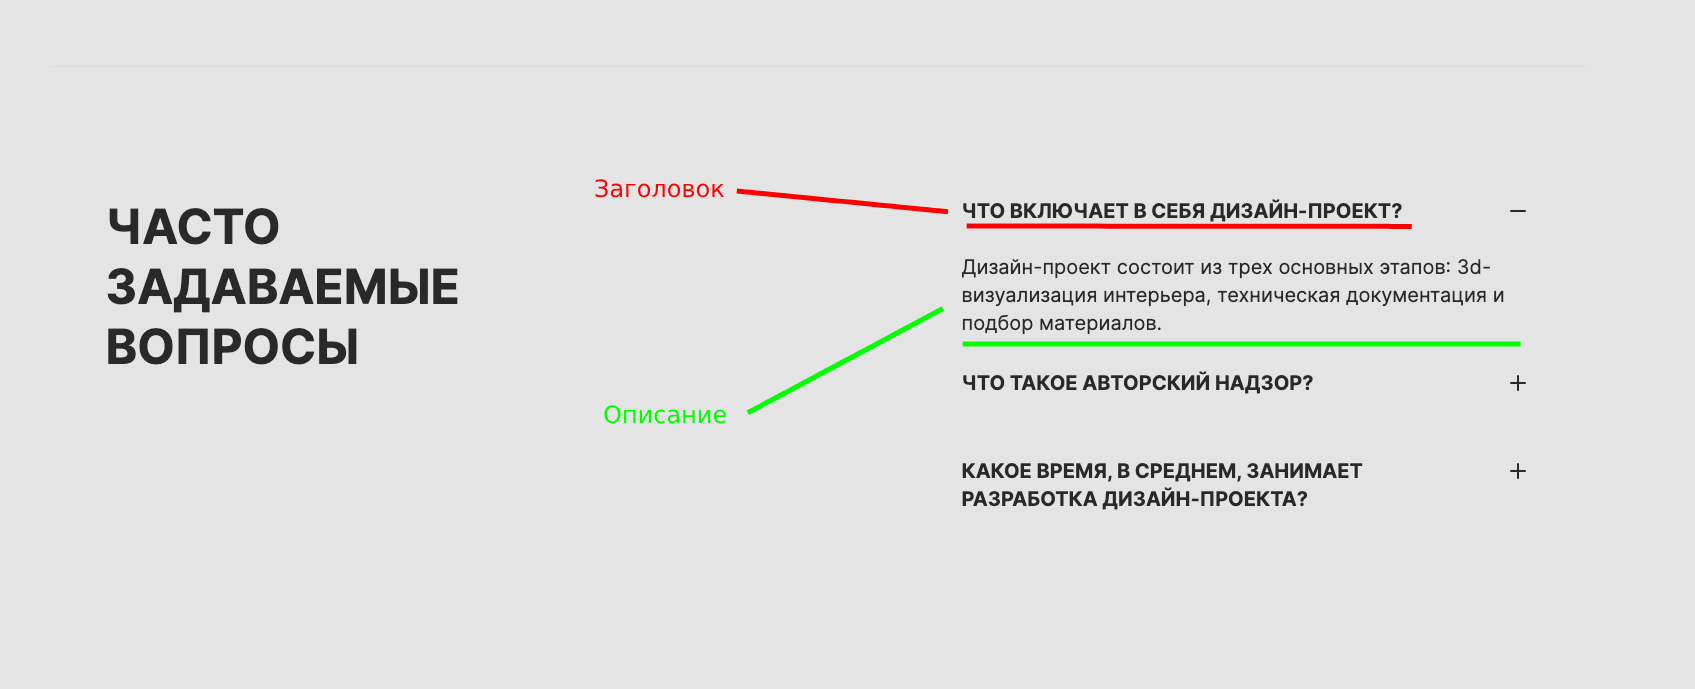 ЧАСТО
ЗАДАВАЕМЫЕ
ВОПРОСЫ
Заголовок
Описание
ЧТО ВКЛЮЧАЕТ В СЕБЯ ДИЗАЙН-ПРОЕКТ?
Дизайн-проект состоит из трех основных этапов: 3d-
визуализация интерьера, техническая документация и
подбор материалов.
ЧТО ТАКОЕ АВТОРСКИЙ НАДЗОР?
КАКОЕ ВРЕМЯ, В СРЕДНЕМ, ЗАНИМАЕТ
РАЗРАБОТКА ДИЗАЙН-ПРОЕКТА?